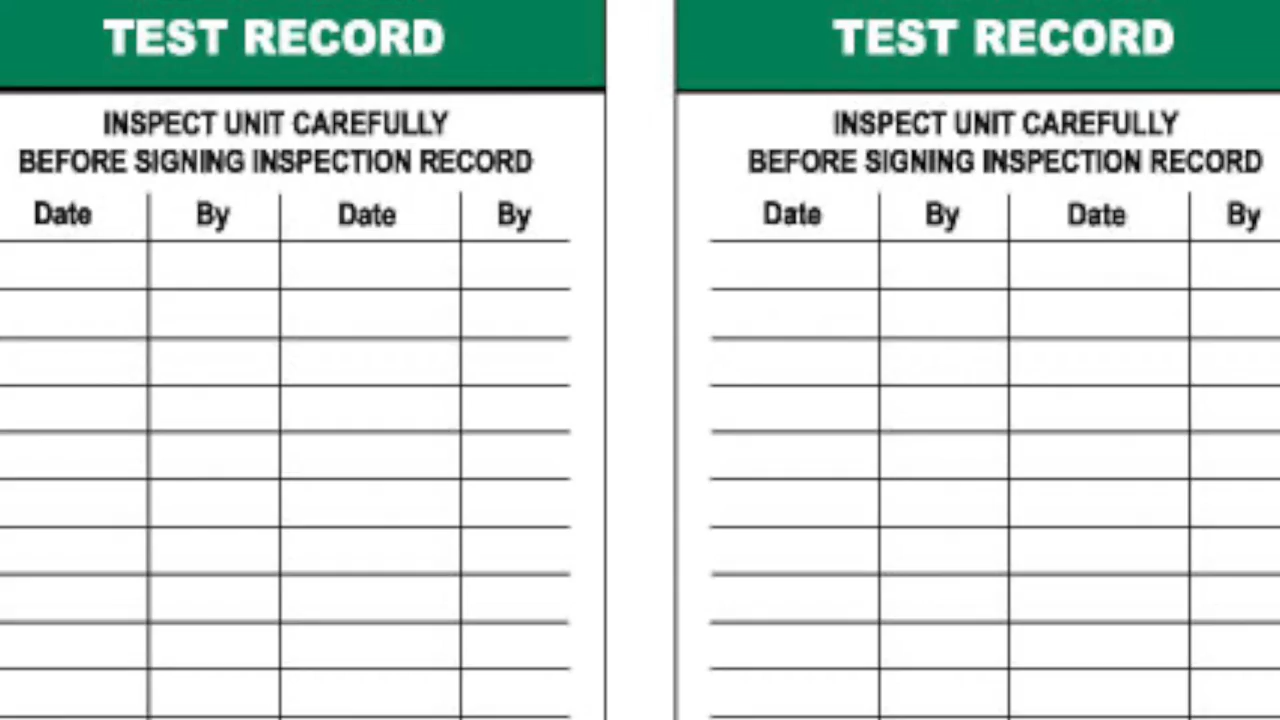 TEST RECORD
INSPECT UNIT CAREFULLY
BEFORE SIGNING INSPECTION RECORD
Date By Date By
TEST RECORD
INSPECT UNIT CAREFULLY
BEFORE SIGNING INSPECTION RECORD
Date By Date By